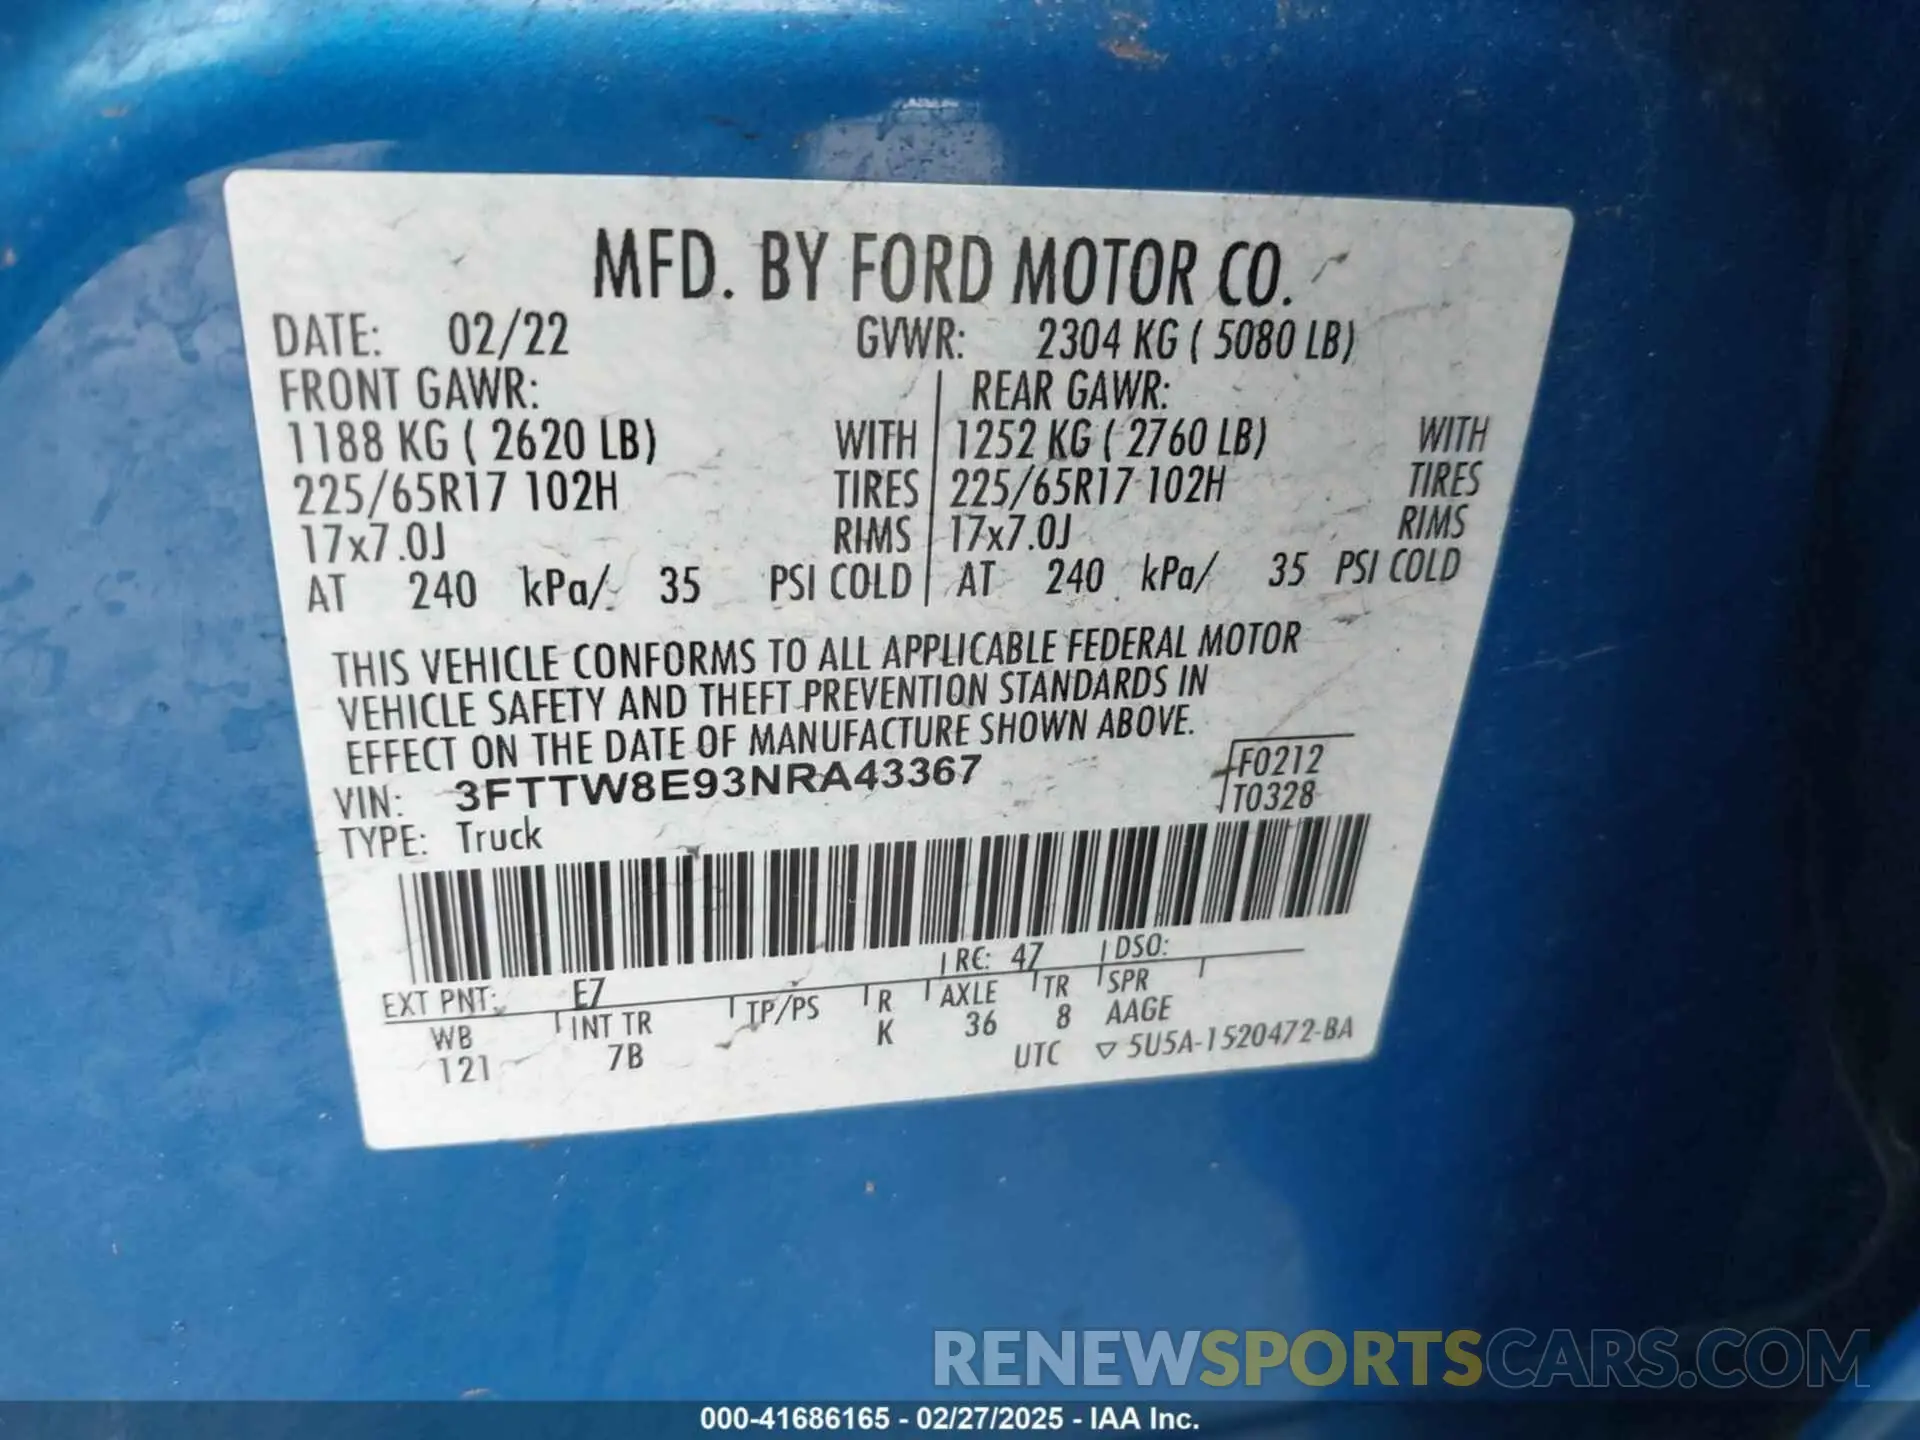 MFD. BY FORD MOTOR CO.
DATE: 02/22 GVWR: 2304 KG ( 5080 LB)
FRONT GAWR: REAR GAWR:
1188 KG ( 2620 LB) WITH 1252 KG ( 2760 LB) WITH
225/65R17 102H TIRES 225/65R17 102H TIRES
17x7.0J RIMS 17x7.0J RIMS
AT 240 kPa/ 35 PSI COLD AT 240 kPa/ 35 PSI COLD
THIS VEHICLE CONFORMS TO ALL APPLICABLE FEDERAL MOTOR
VEHICLE SAFETY AND THEFT PREVENTION STANDARDS IN
EFFECT ON THE DATE OF MANUFACTURE SHOWN ABOVE.
VIN: 3FTTW8E93NRA43367 F0212
TYPE: Truck T0328
EXT PNT: E7 RC: 47 DSO:
WB INT TR TP/PS R AXLE TR SPR
121 7B K 36 8 AAGE
UTC ▽ 5U5A-1520472-BA
RENEWSPORTSCARS.COM
000-41686165 - 02/27/2025 - IAA Inc.